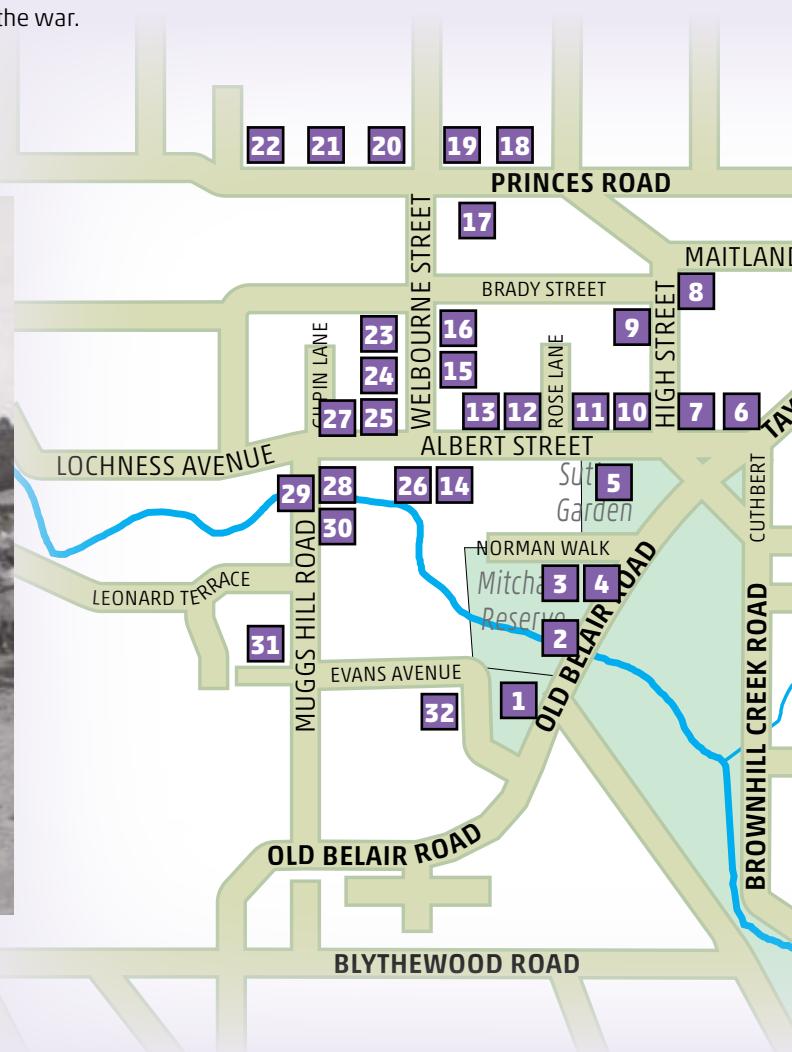 the war.
22 21 20 19 18
PRINCES ROAD
17
WELBOURNE STREET
MAITLAND
BRADY STREET
8
HIGH STREET
9
16
23
GILPIN LANE
ROSE LANE
24
15
27 25
13 12 11 10 7 6
ALBERT STREET
TAY
LOCHNESS AVENUE
CUTHBERT
29 28 26 14
5
Garden
30
NORMAN WALK
MUGGS HILL ROAD
LEONARD TERRACE
3 4
Reserve
2
OLD BELAIR ROAD
BROWNHILL CREEK ROAD
31
EVANS AVENUE
1
32
OLD BELAIR ROAD
BLYTHEWOOD ROAD